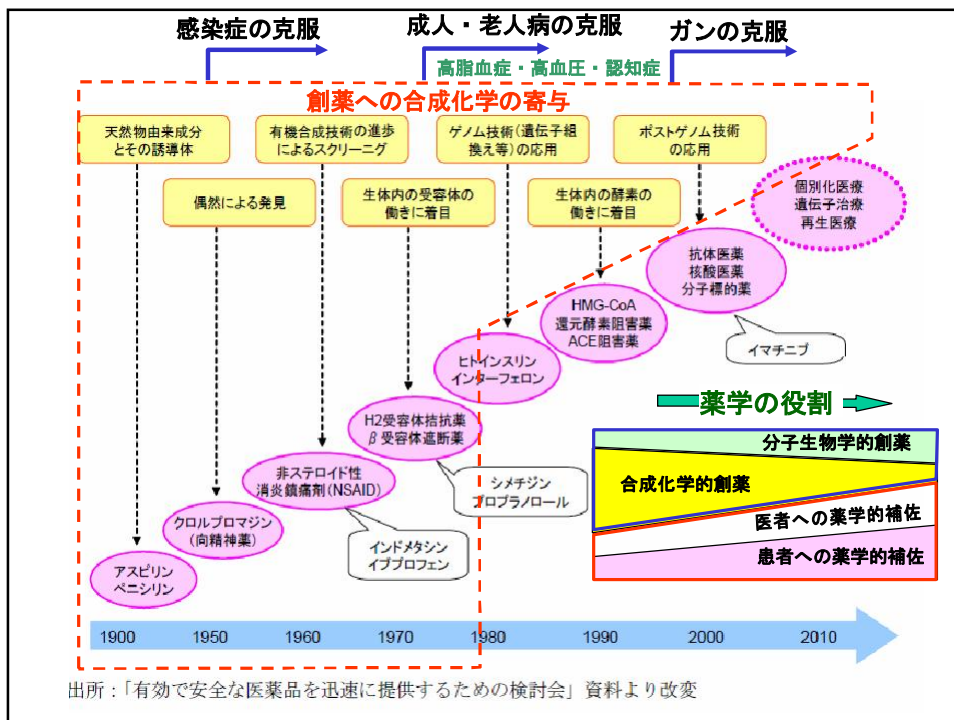 感染症の克服
成人・老人病の克服
ガンの克服
高脂血症・高血圧・認知症
創薬への合成化学の寄与
天然物由来成分
とその誘導体
有機合成技術の進歩
によるスクリーニング
ゲノム技術(遺伝子組
換え等)の応用
ポストゲノム技術
の応用
偶然による発見
生体内の受容体の
働きに着目
生体内の酵素の
働きに着目
個別化医療
遺伝子治療
再生医療
抗体医薬
核酸医薬
分子標的薬
HMG-CoA
還元酵素阻害薬
ACE阻害薬
イマチニブ
ヒトインスリン
インターフェロン
H2受容体拮抗薬
β受容体遮断薬
シメチジン
プロプラノロール
非ステロイド性
消炎鎮痛剤(NSAID)
インドメタシン
イブプロフェン
クロルプロマジン
(向精神薬)
アスピリン
ペニシリン
薬学の役割
分子生物学的創薬
合成化学的創薬
医者への薬学的補佐
患者への薬学的補佐
1900 1950 1960 1970 1980 1990 2000 2010
出所:「有効で安全な医薬品を迅速に提供するための検討会」資料より改変